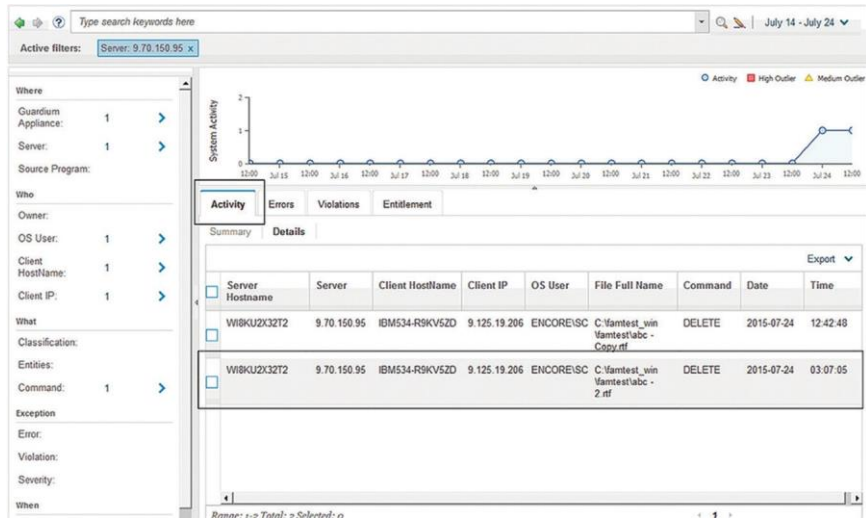 Type search keywords here
July 14 - July 24
Active filters:
Server: 9.70.150.95 x
Where
Guardium Appliance: 1
Server: 1
Source Program:
Who
Owner:
OS User: 1
Client HostName: 1
Client IP: 1
What
Classification:
Entities:
Command: 1
Exception
Error:
Violation:
Severity:
When
Activity
High Outlier
Medium Outlier
System Activity
2
1
0
12:00 Jul 15 12:00 Jul 16 12:00 Jul 17 12:00 Jul 18 12:00 Jul 19 12:00 Jul 20 12:00 Jul 21 12:00 Jul 22 12:00 Jul 23 12:00 Jul 24 12:00
Activity Errors Violations Entitlement
Summary Details
Export
Server Hostname Server Client HostName Client IP OS User File Full Name Command Date Time
WI8KU2X32T2 9.70.150.95 IBM534-R9KV5ZD 9.125.19.206 ENCORE\SC C:\famtest_win\famtest\abc - Copy.rtf DELETE 2015-07-24 12:42:48
WI8KU2X32T2 9.70.150.95 IBM534-R9KV5ZD 9.125.19.206 ENCORE\SC C:\famtest_win\famtest\abc - 2.rtf DELETE 2015-07-24 03:07:05
Range: 1-2 Total: 2 Selected: 0
1